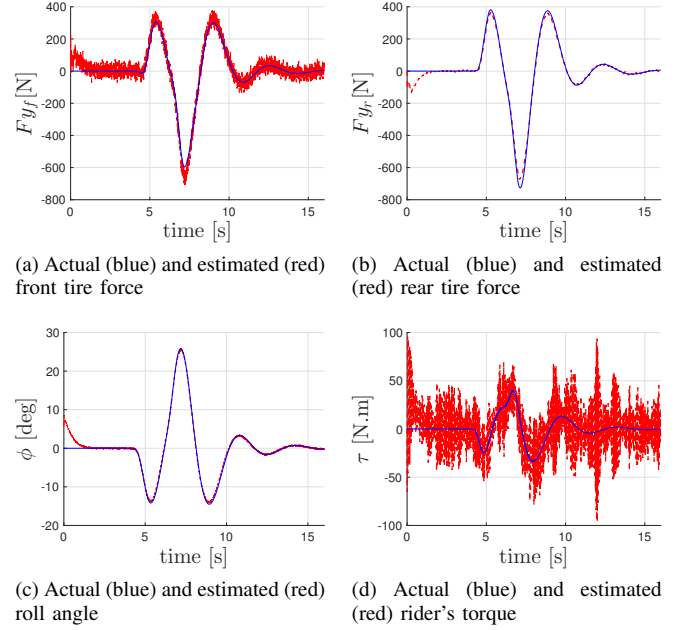 400
200
0
-200
-400
-600
-800
0 5 10 15
Fy_f [N]
time [s]
(a) Actual (blue) and estimated (red)
front tire force
400
200
0
-200
-400
-600
-800
0 5 10 15
Fy_r [N]
time [s]
(b) Actual (blue) and estimated
(red) rear tire force
30
20
10
0
-10
-20
0 5 10 15
ϕ [deg]
time [s]
(c) Actual (blue) and estimated (red)
roll angle
100
50
0
-50
-100
0 5 10 15
τ [N.m]
time [s]
(d) Actual (blue) and estimated
(red) rider's torque